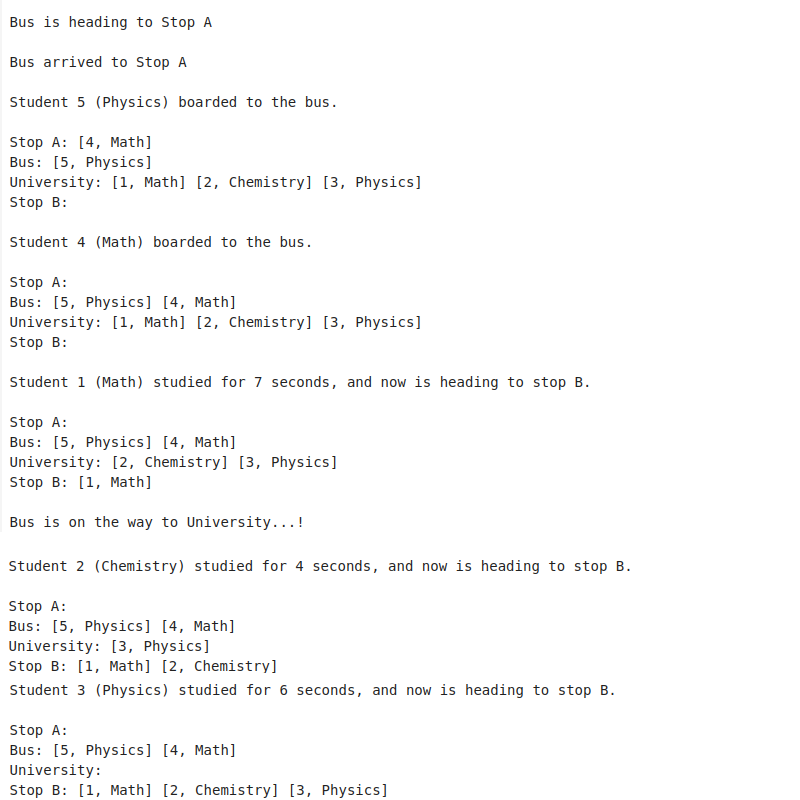 Bus is heading to Stop A
Bus arrived to Stop A
Student 5 (Physics) boarded to the bus.
Stop A: [4, Math]
Bus: [5, Physics]
University: [1, Math] [2, Chemistry] [3, Physics]
Stop B:
Student 4 (Math) boarded to the bus.
Stop A:
Bus: [5, Physics] [4, Math]
University: [1, Math] [2, Chemistry] [3, Physics]
Stop B:
Student 1 (Math) studied for 7 seconds, and now is heading to stop B.
Stop A:
Bus: [5, Physics] [4, Math]
University: [2, Chemistry] [3, Physics]
Stop B: [1, Math]
Bus is on the way to University...!
Student 2 (Chemistry) studied for 4 seconds, and now is heading to stop B.
Stop A:
Bus: [5, Physics] [4, Math]
University: [3, Physics]
Stop B: [1, Math] [2, Chemistry]
Student 3 (Physics) studied for 6 seconds, and now is heading to stop B.
Stop A:
Bus: [5, Physics] [4, Math]
University:
Stop B: [1, Math] [2, Chemistry] [3, Physics]